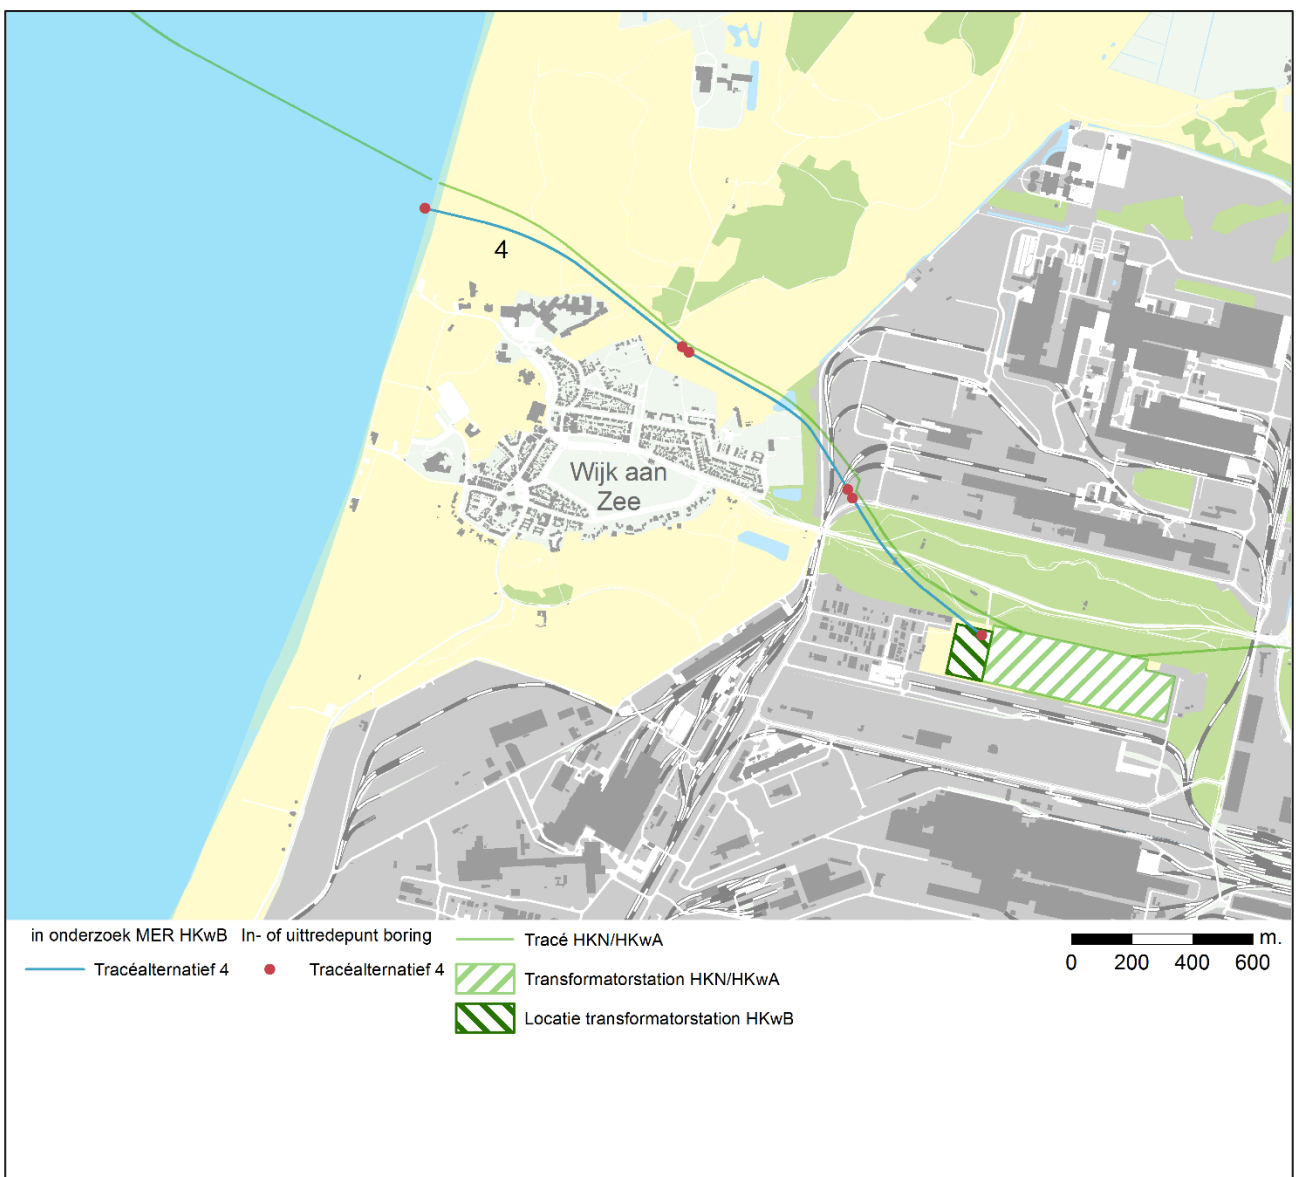 4
Wijk aan
Zee
in onderzoek MER HKwB
In- of uittredepunt boring
Tracéalternatief 4
Tracéalternatief 4
Tracé HKN/HKwA
Transformatorstation HKN/HKwA
Locatie transformatorstation HKwB
m.
0 200 400 600